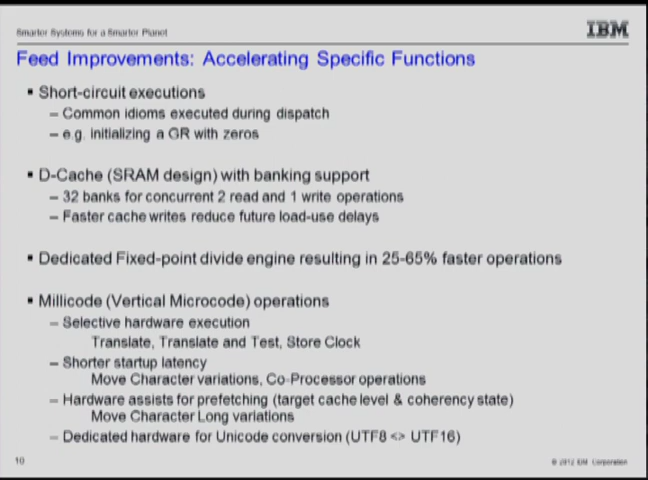 Smarter Systems for a Smarter Planet
IBM
Feed Improvements: Accelerating Specific Functions
▪ Short-circuit executions
– Common idioms executed during dispatch
– e.g. initializing a GR with zeros
▪ D-Cache (SRAM design) with banking support
– 32 banks for concurrent 2 read and 1 write operations
– Faster cache writes reduce future load-use delays
▪ Dedicated Fixed-point divide engine resulting in 25-65% faster operations
▪ Millicode (Vertical Microcode) operations
– Selective hardware execution
Translate, Translate and Test, Store Clock
– Shorter startup latency
Move Character variations, Co-Processor operations
– Hardware assists for prefetching (target cache level & coherency state)
Move Character Long variations
– Dedicated hardware for Unicode conversion (UTF8 <> UTF16)
10
© 2012 IBM Corporation